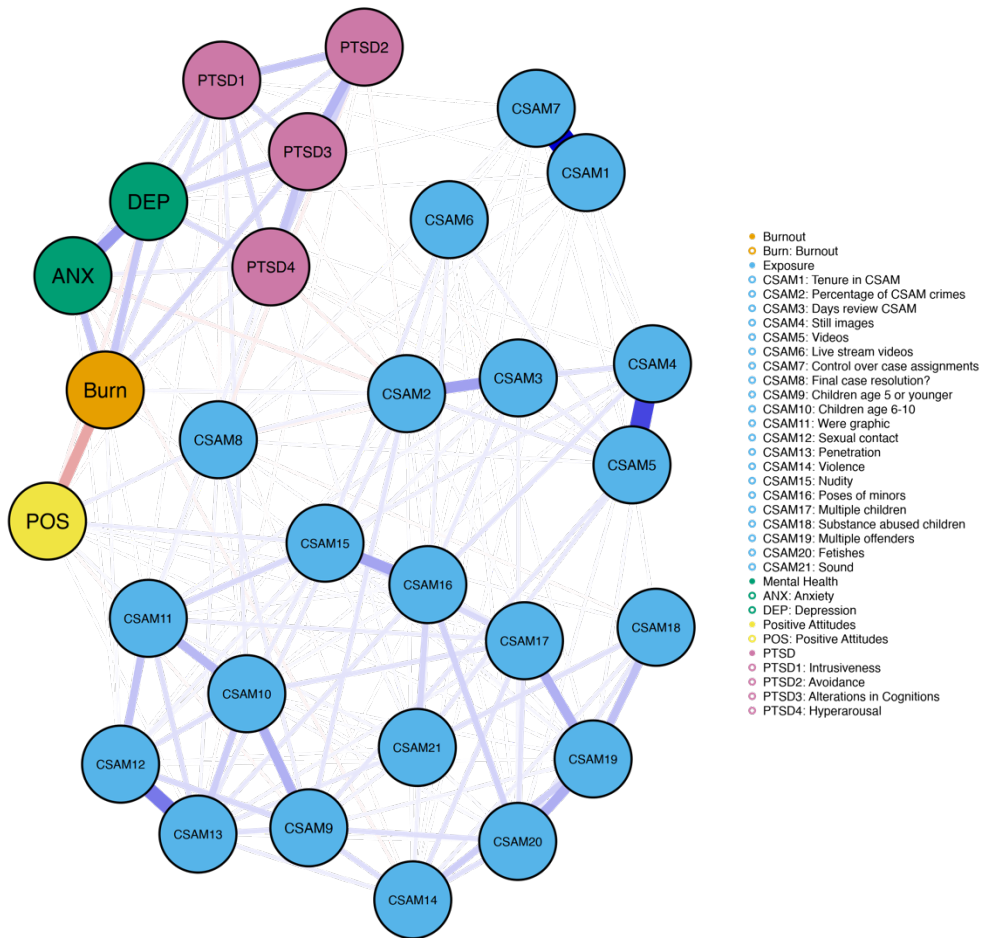 PTSD2
PTSD1
CSAM7
PTSD3
CSAM1
DEP
CSAM6
PTSD4
ANX
CSAM4
CSAM3
Burn
CSAM2
CSAM8
CSAM5
POS
CSAM15
CSAM16
CSAM11
CSAM18
CSAM17
CSAM10
CSAM21
CSAM19
CSAM12
CSAM9
CSAM13
CSAM20
CSAM14
Burnout
Burn: Burnout
Exposure
CSAM1: Tenure in CSAM
CSAM2: Percentage of CSAM crimes
CSAM3: Days review CSAM
CSAM4: Still images
CSAM5: Videos
CSAM6: Live stream videos
CSAM7: Control over case assignments
CSAM8: Final case resolution?
CSAM9: Children age 5 or younger
CSAM10: Children age 6-10
CSAM11: Were graphic
CSAM12: Sexual contact
CSAM13: Penetration
CSAM14: Violence
CSAM15: Nudity
CSAM16: Poses of minors
CSAM17: Multiple children
CSAM18: Substance abused children
CSAM19: Multiple offenders
CSAM20: Fetishes
CSAM21: Sound
Mental Health
ANX: Anxiety
DEP: Depression
Positive Attitudes
POS: Positive Attitudes
PTSD
PTSD1: Intrusiveness
PTSD2: Avoidance
PTSD3: Alterations in Cognitions
PTSD4: Hyperarousal